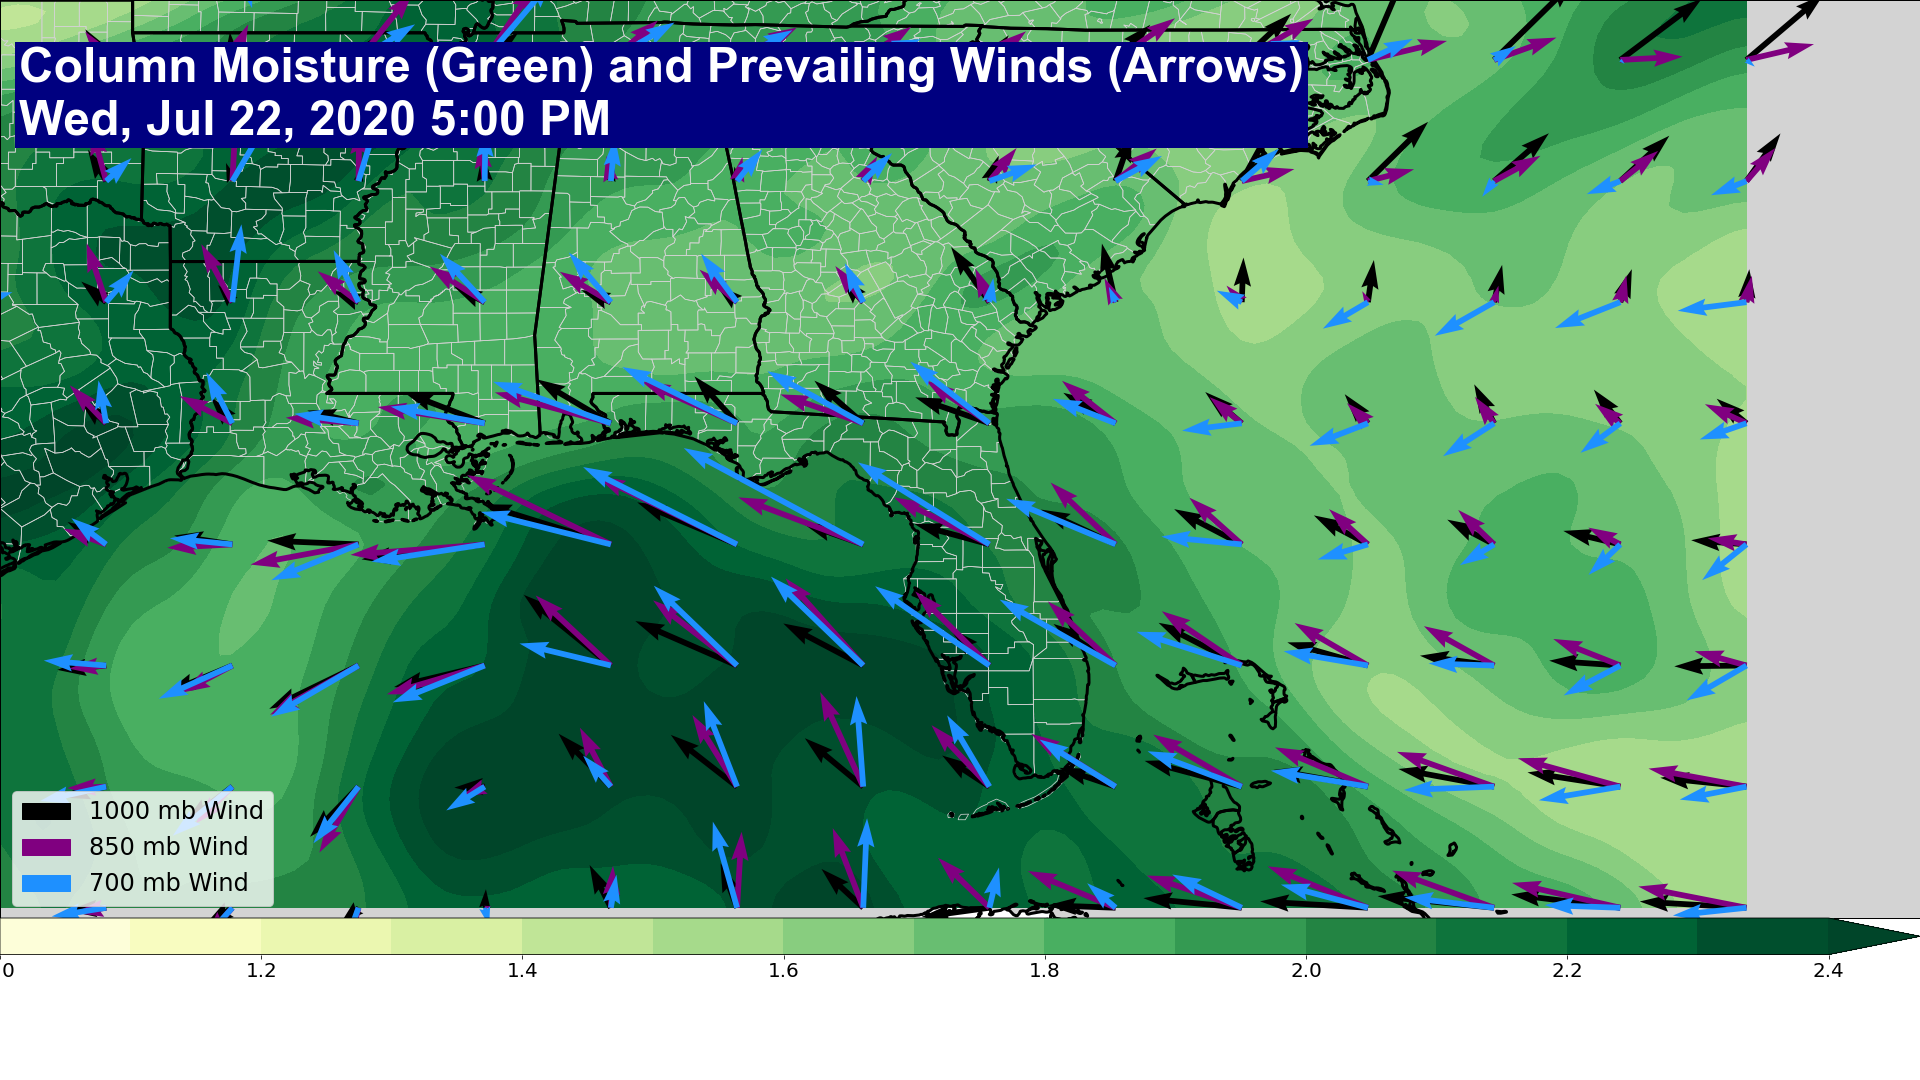 Column Moisture (Green) and Prevailing Winds (Arrows)
Wed, Jul 22, 2020 5:00 PM
1000 mb Wind
850 mb Wind
700 mb Wind
0 1.2 1.4 1.6 1.8 2.0 2.2 2.4